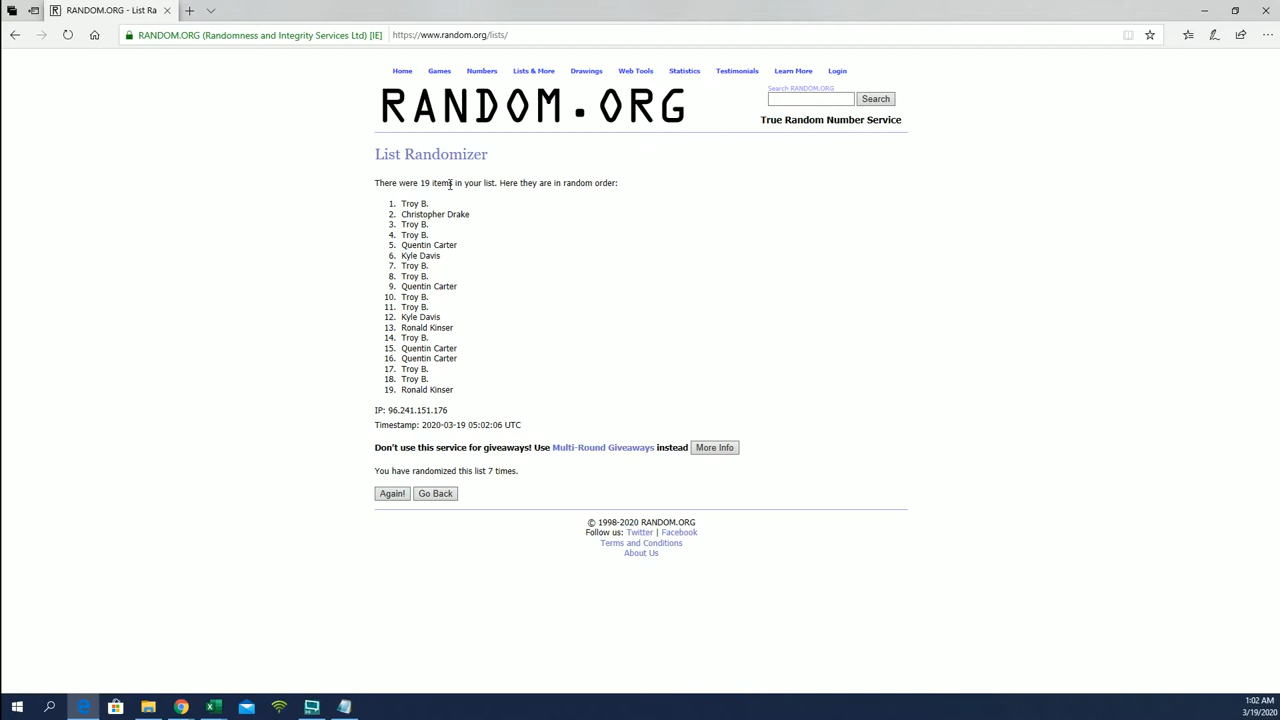 RANDOM.ORG - List Ra
RANDOM.ORG (Randomness and Integrity Services Ltd) [IE]
https://www.random.org/lists/
Home Games Numbers Lists & More Drawings Web Tools Statistics Testimonials Learn More Login
RANDOM.ORG
Search RANDOM.ORG
Search
True Random Number Service
List Randomizer
There were 19 items in your list. Here they are in random order:
1. Troy B.
2. Christopher Drake
3. Troy B.
4. Troy B.
5. Quentin Carter
6. Kyle Davis
7. Troy B.
8. Troy B.
9. Quentin Carter
10. Troy B.
11. Troy B.
12. Kyle Davis
13. Ronald Kinser
14. Troy B.
15. Quentin Carter
16. Quentin Carter
17. Troy B.
18. Troy B.
19. Ronald Kinser
IP: 96.241.151.176
Timestamp: 2020-03-19 05:02:06 UTC
Don't use this service for giveaways! Use Multi-Round Giveaways instead More Info
You have randomized this list 7 times.
Again! Go Back
© 1998-2020 RANDOM.ORG
Follow us: Twitter | Facebook
Terms and Conditions
About Us
1:02 AM
3/19/2020